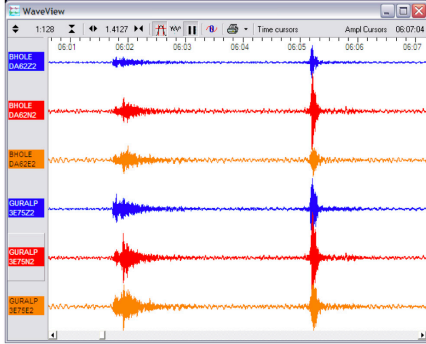 WaveView
1:128 1.4127 Time cursors Ampl Cursors 06:07:04
06:01 06:02 06:03 06:04 06:05 06:06 06:07
BHOLE
DA62Z2
BHOLE
DA62N2
BHOLE
DA62E2
GURALP
3E75Z2
GURALP
3E75N2
GURALP
3E75E2